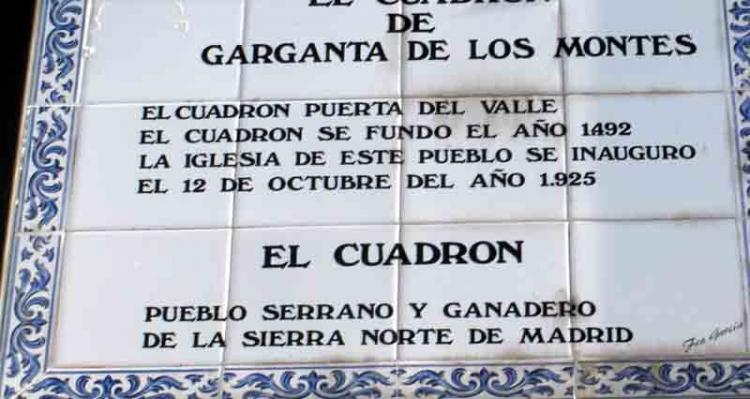 EL CUADRON
DE
GARGANTA DE LOS MONTES
EL CUADRON PUERTA DEL VALLE
EL CUADRON SE FUNDO EL AÑO 1492
LA IGLESIA DE ESTE PUEBLO SE INAUGURO
EL 12 DE OCTUBRE DEL AÑO 1.925
EL CUADRON
PUEBLO SERRANO Y GANADERO
DE LA SIERRA NORTE DE MADRID